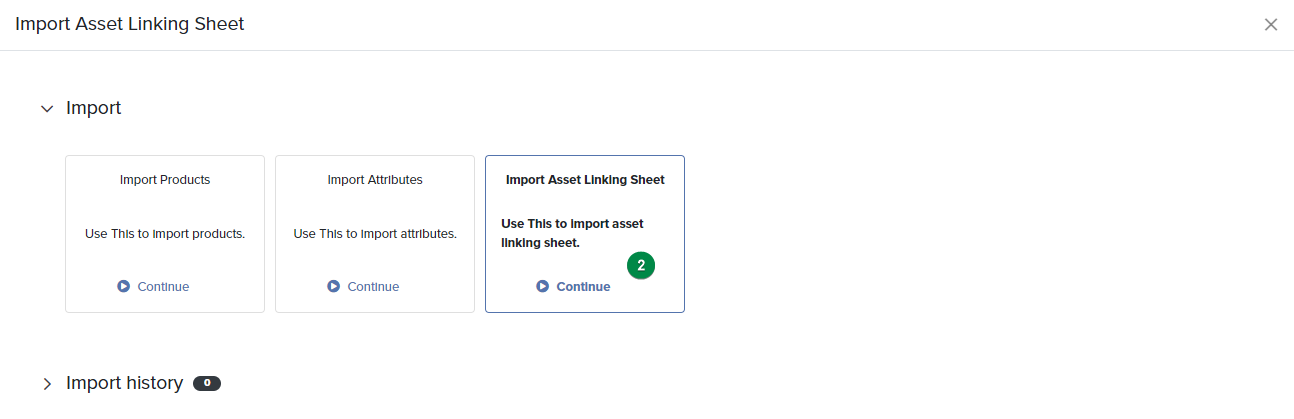 Import Asset Linking Sheet
Import
Import Products
Use This to import products.
Continue
Import Attributes
Use This to import attributes.
Continue
Import Asset Linking Sheet
Use This to import asset
linking sheet.
2
Continue
Import history 0